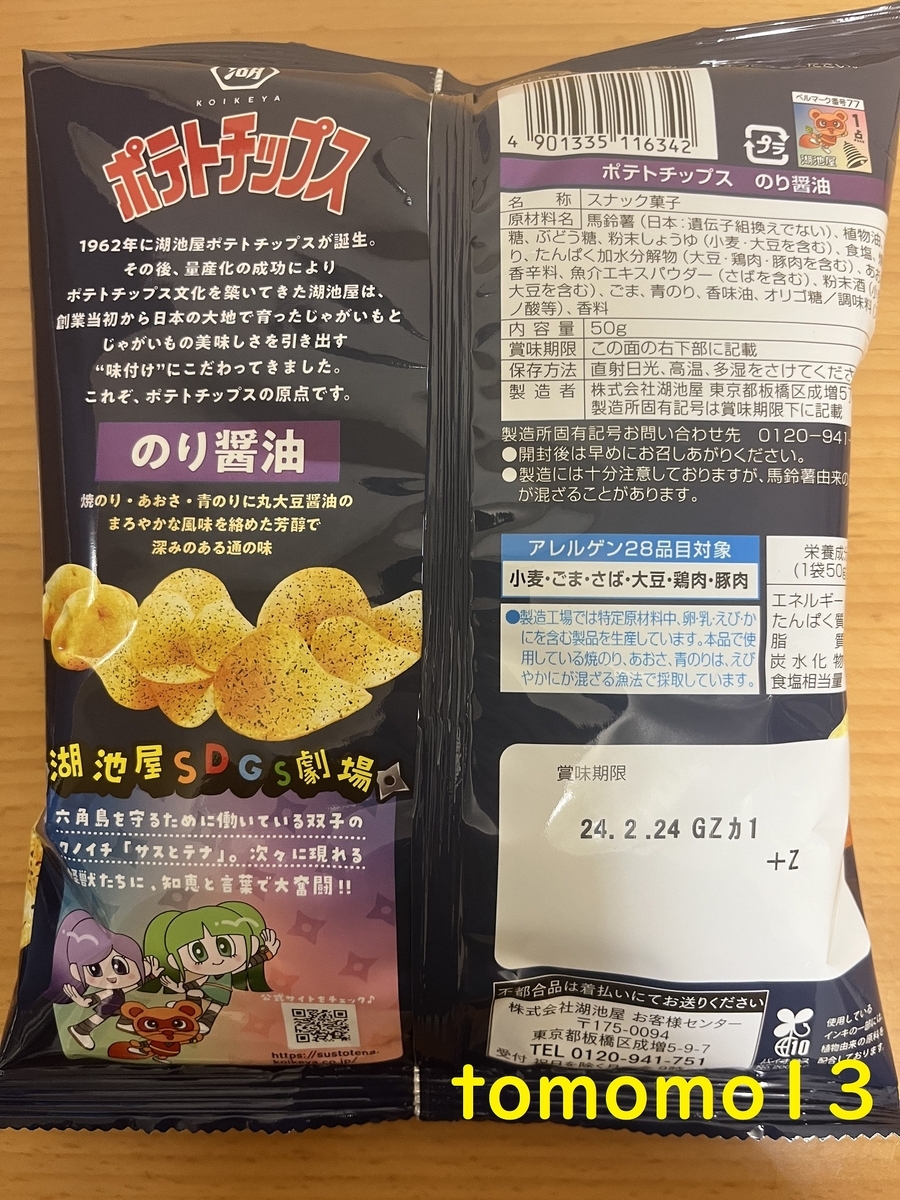 湖
KOIKEYA
ポテトチップス
1962年に湖池屋ポテトチップスが誕生。
その後、量産化の成功により
ポテトチップス文化を築いてきた湖池屋は、
創業当初から日本の大地で育ったじゃがいもと
じゃがいもの美味しさを引き出す
“味付け”にこだわってきました。
これぞ、ポテトチップスの原点です。
のり醤油
焼のり・あおさ・青のりに丸大豆醤油の
まろやかな風味を絡めた芳醇で
深みのある通の味
湖池屋SDGs劇場
六角島を守るために働いている双子の
クノイチ「サスとテナ」。次々に現れる
獣たちに、知恵と言葉で大奮闘!!
公式サイトをチェック♪
https://sustotena.
koikeya.co.jp/
4 901335 116342
プラ
ベルマーク番号77
1点
湖池屋
ポテトチップス のり醤油
名称 スナック菓子
原材料名 馬鈴薯(日本:遺伝子組換えでない)、植物油、
糖、ぶどう糖、粉末しょうゆ(小麦・大豆を含む)、食塩、
り、たんぱく加水分解物(大豆・鶏肉・豚肉を含む)、あお
香辛料、魚介エキスパウダー(さばを含む)、粉末酒(小
大豆を含む)、ごま、青のり、香味油、オリゴ糖/調味料(
ノ酸等)、香料
内容量 50g
賞味期限 この面の右下部に記載
保存方法 直射日光、高温、多湿をさけてくださ
製造者 株式会社湖池屋 東京都板橋区成増5
製造所固有記号は賞味期限下に記載
製造所固有記号お問い合わせ先 0120-941-
●開封後は早めにお召しあがりください。
●製造には十分注意しておりますが、馬鈴薯由来の
が混ざることがあります。
アレルゲン28品目対象
小麦・ごま・さば・大豆・鶏肉・豚肉
●製造工場では特定原材料中、卵・乳・えび・か
にを含む製品を生産しています。本品で使
用している焼のり、あおさ、青のりは、えび
やかにが混ざる漁法で採取しています。
栄養成分
(1袋50g
エネルギー
たんぱく質
脂質
炭水化物
食塩相当量
賞味期限
24.2.24 GZカ1
+Z
不都合品は着払いにてお送りください
株式会社湖池屋 お客様センター
〒175-0094
東京都板橋区成増5-9-7
TEL 0120-941-751
受付 祝日を除く
10
使用している
インキの一部には
植物由来の原料を
配合しております。
tomomo13